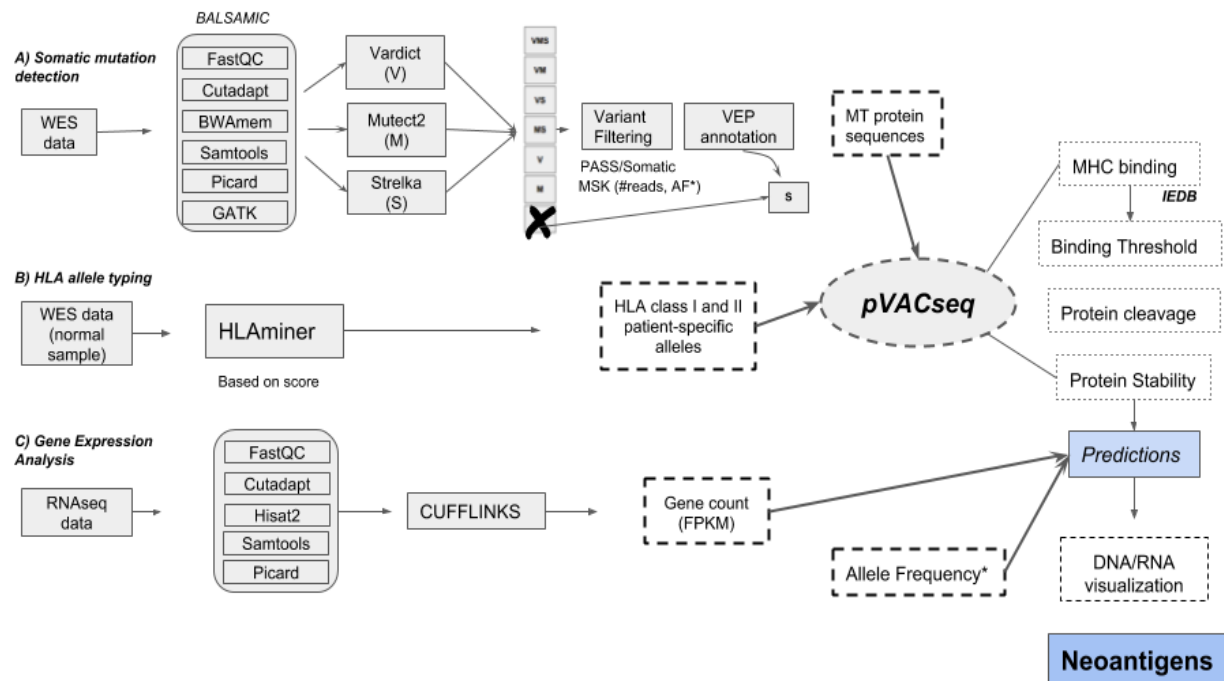 BALSAMIC
A) Somatic mutation
detection
WES
data
FastQC
Cutadapt
BWAmem
Samtools
Picard
GATK
Vardict
(V)
Mutect2
(M)
Strelka
(S)
VMS
VM
VS
MS
V
M
Variant
Filtering
PASS/Somatic
MSK (#reads, AF*)
VEP
annotation
S
MT protein
sequences
MHC binding
IEDB
Binding Threshold
Protein cleavage
Protein Stability
pVACseq
B) HLA allele typing
WES data
(normal
sample)
HLAminer
Based on score
HLA class I and II
patient-specific
alleles
C) Gene Expression
Analysis
RNAseq
data
FastQC
Cutadapt
Hisat2
Samtools
Picard
CUFFLINKS
Gene count
(FPKM)
Allele Frequency*
Predictions
DNA/RNA
visualization
Neoantigens